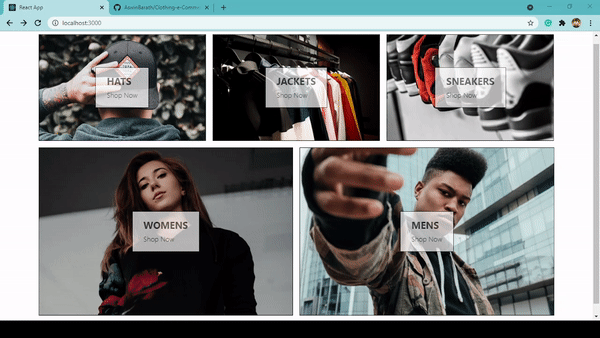 React App
AswinBarath/Clothing-e-Comme
localhost:3000
HATS
Shop Now
JACKETS
Shop Now
SNEAKERS
Shop Now
WOMENS
Shop Now
MENS
Shop Now